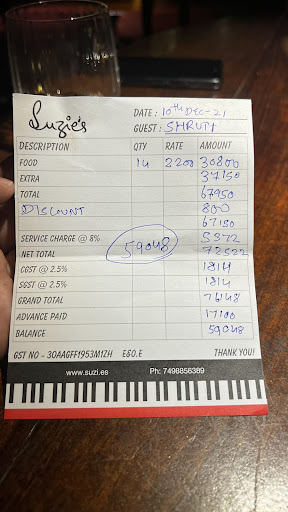 Suzie's
DATE : 10th DEC-21
GUEST : SHRUTI
DESCRIPTION QTY RATE AMOUNT
FOOD 14 3200 30800
EXTRA 37150
TOTAL 67950
DISCOUNT 800
67150
SERVICE CHARGE @ 8% 5372
NET TOTAL 72522
59048
CGST @ 2.5% 1814
SGST @ 2.5% 1814
GRAND TOTAL 76148
ADVANCE PAID 17100
BALANCE 59048
GST NO - 30AAGFF1953M1ZH E&O.E THANK YOU!
www.suzi.es Ph: 7498856389